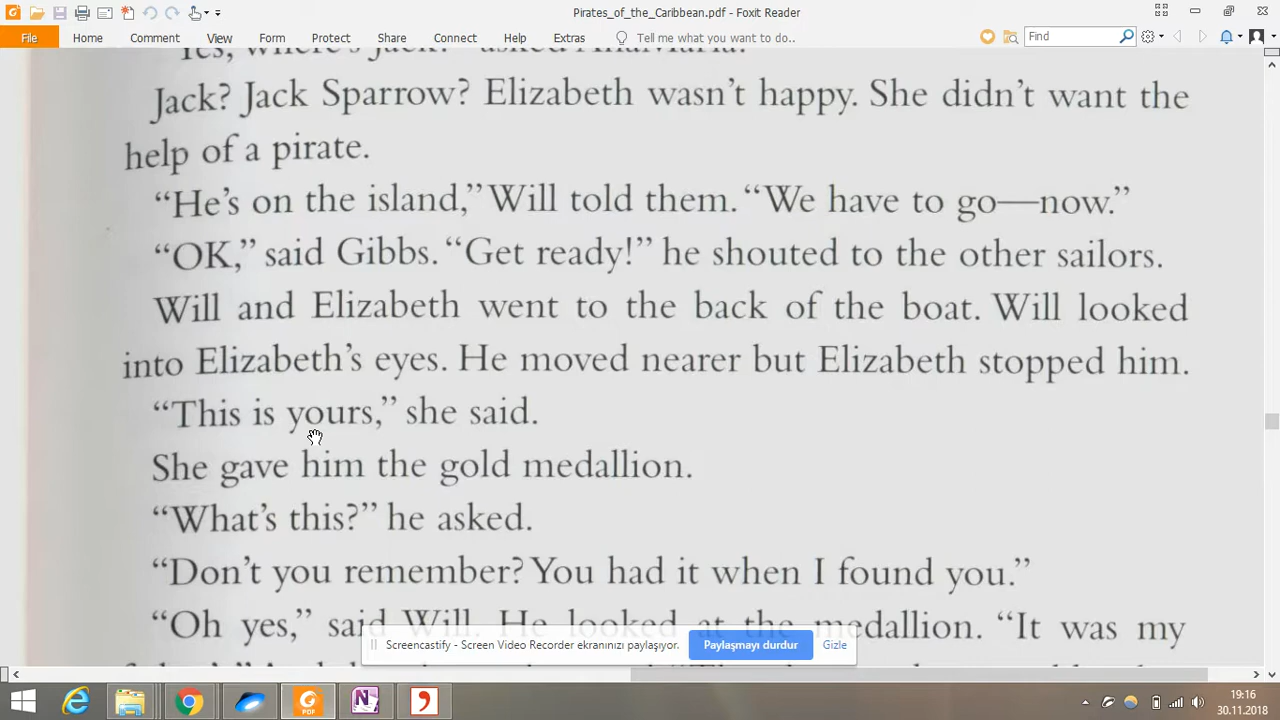 Pirates_of_the_Caribbean.pdf - Foxit Reader
File Home Comment View Form Protect Share Connect Help Extras Tell me what you want to do.. Find
Jack? Jack Sparrow? Elizabeth wasn't happy. She didn't want the
help of a pirate.
“He's on the island,” Will told them. “We have to go—now.”
“OK,” said Gibbs. “Get ready!” he shouted to the other sailors.
Will and Elizabeth went to the back of the boat. Will looked
into Elizabeth's eyes. He moved nearer but Elizabeth stopped him.
“This is yours,” she said.
She gave him the gold medallion.
“What's this?” he asked.
“Don't you remember? You had it when I found you.”
“Oh yes,” said Will. He looked at the medallion. “It was my
Screencastify - Screen Video Recorder ekranınızı paylaşıyor. Paylaşmayı durdur Gizle
PDF
19:16
30.11.2018